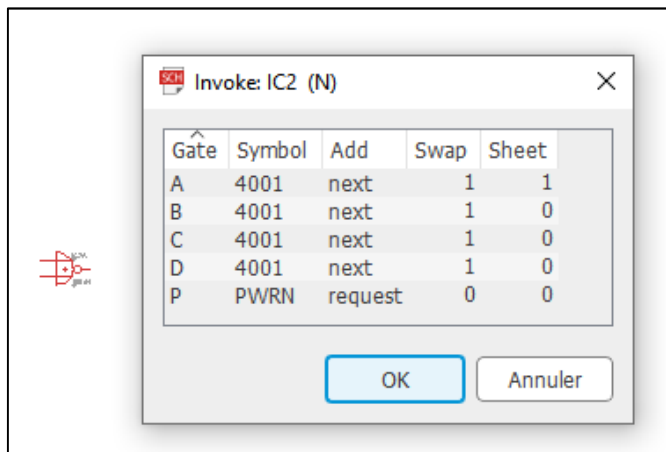 SCH Invoke: IC2 (N)
Gate Symbol Add Swap Sheet
A 4001 next 1 1
B 4001 next 1 0
C 4001 next 1 0
D 4001 next 1 0
P PWRN request 0 0
OK Annuler